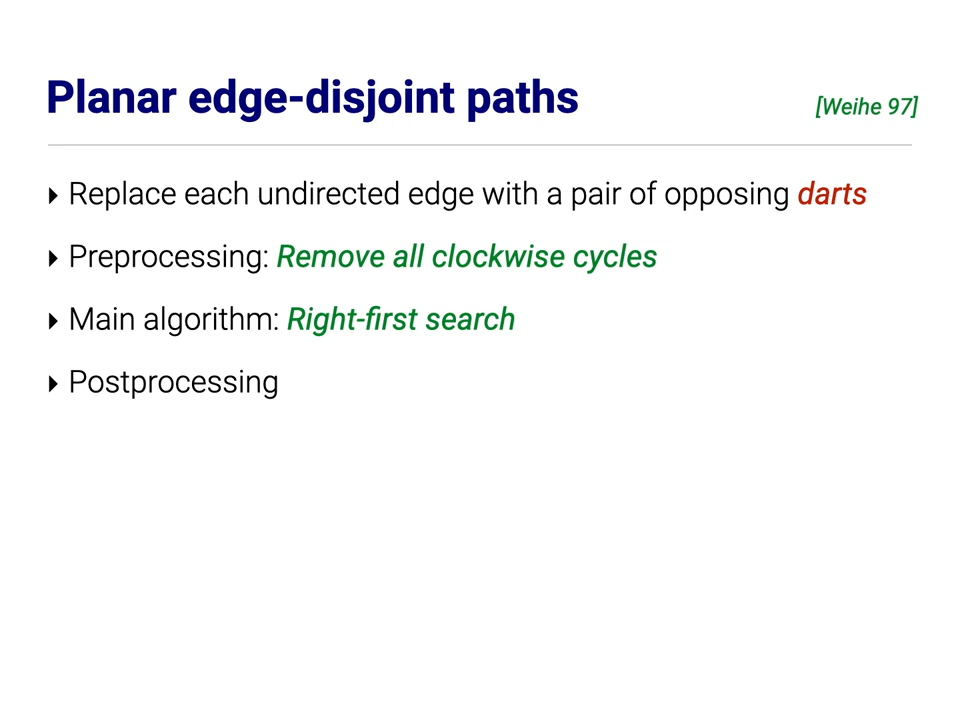 Planar edge-disjoint paths
[Weihe 97]
▸ Replace each undirected edge with a pair of opposing darts
▸ Preprocessing: Remove all clockwise cycles
▸ Main algorithm: Right-first search
▸ Postprocessing